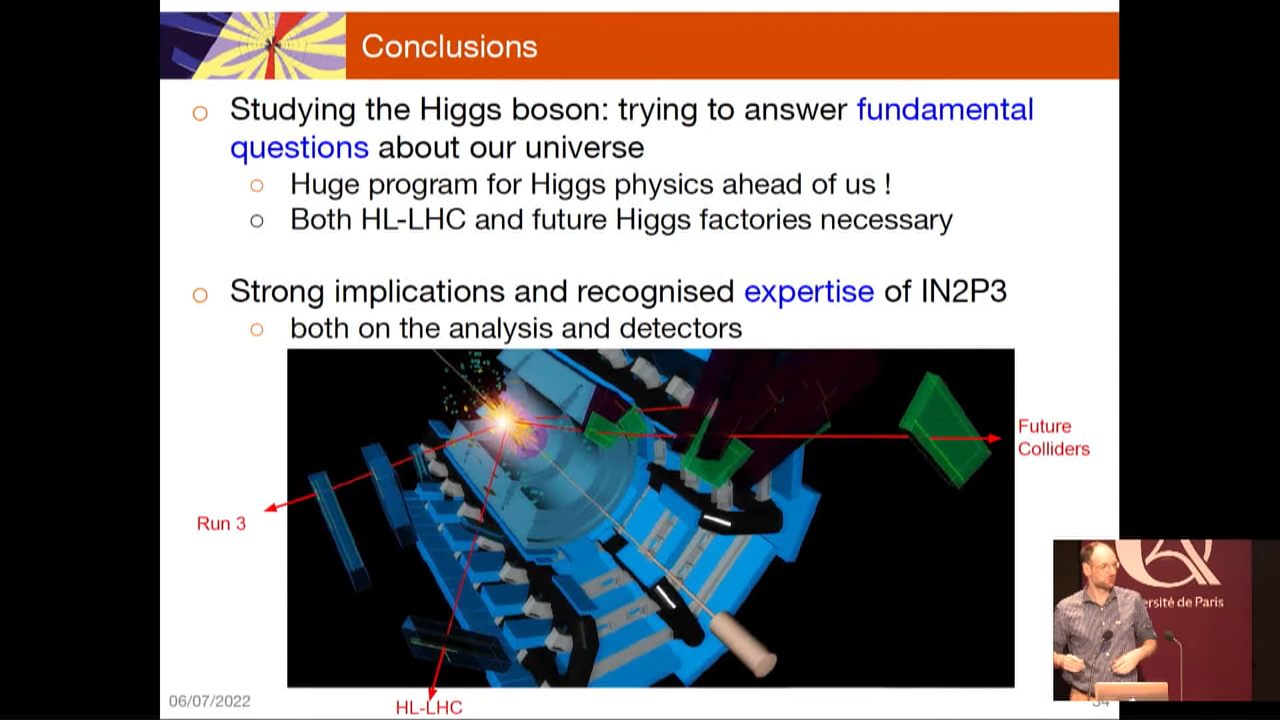 Conclusions
Studying the Higgs boson: trying to answer fundamental
questions about our universe
Huge program for Higgs physics ahead of us !
Both HL-LHC and future Higgs factories necessary
Strong implications and recognised expertise of IN2P3
both on the analysis and detectors
Future
Colliders
Run 3
HL-LHC
06/07/2022
rsité de Paris